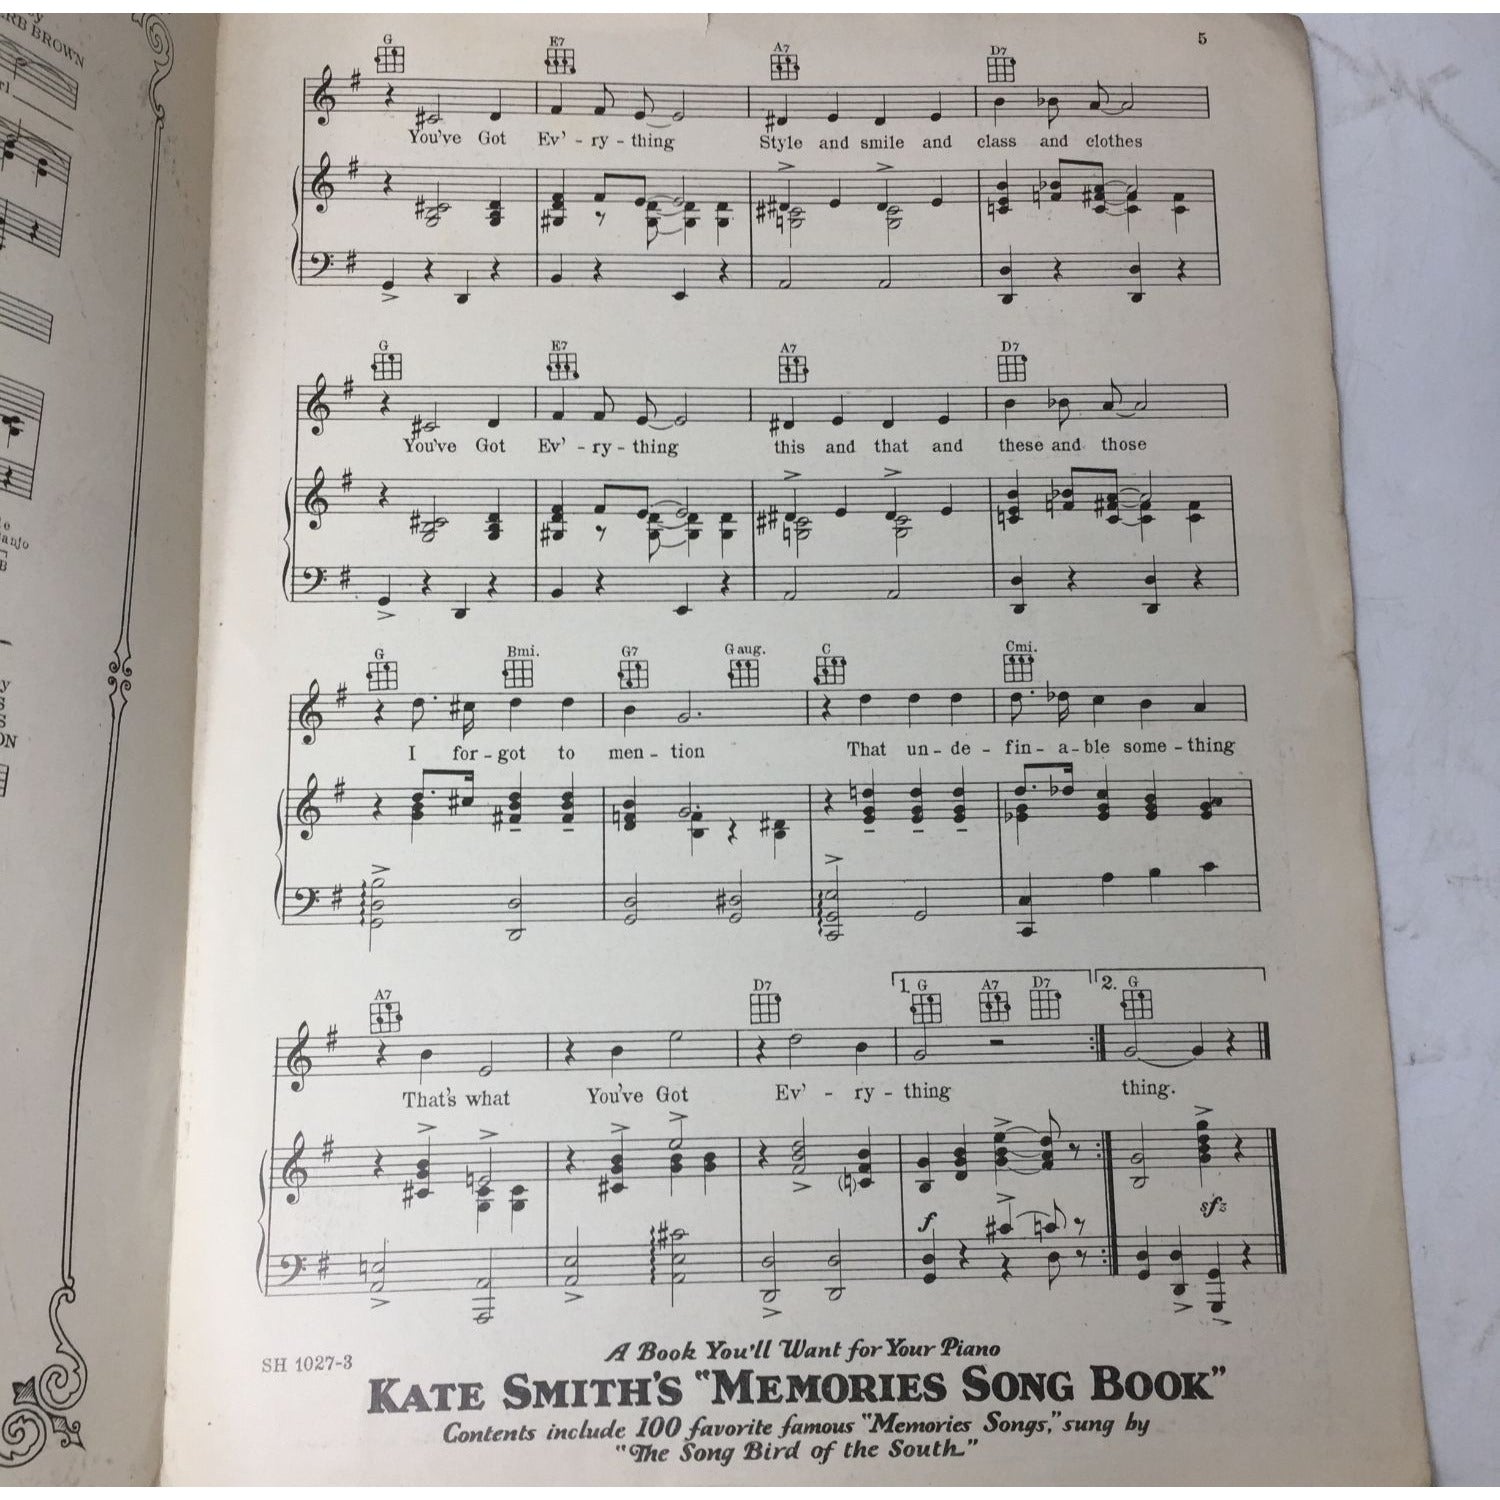 RB BROWN
anjo
B
ON
5
G E7 A7 D7
You've Got Ev' - ry - thing Style and smile and class and clothes
G E7 A7 D7
You've Got Ev' - ry - thing this and that and these and those
G Bmi. G7 G aug. C Cmi.
I for - got to men - tion That un - de - fin - a - ble some - thing
A7 D7 1. G A7 D7 2. G
That's what You've Got Ev' - ry - thing thing.
f sfz
SH 1027-3
A Book You'll Want for Your Piano
KATE SMITH'S "MEMORIES SONG BOOK"
Contents include 100 favorite famous "Memories Songs," sung by
"The Song Bird of the South"